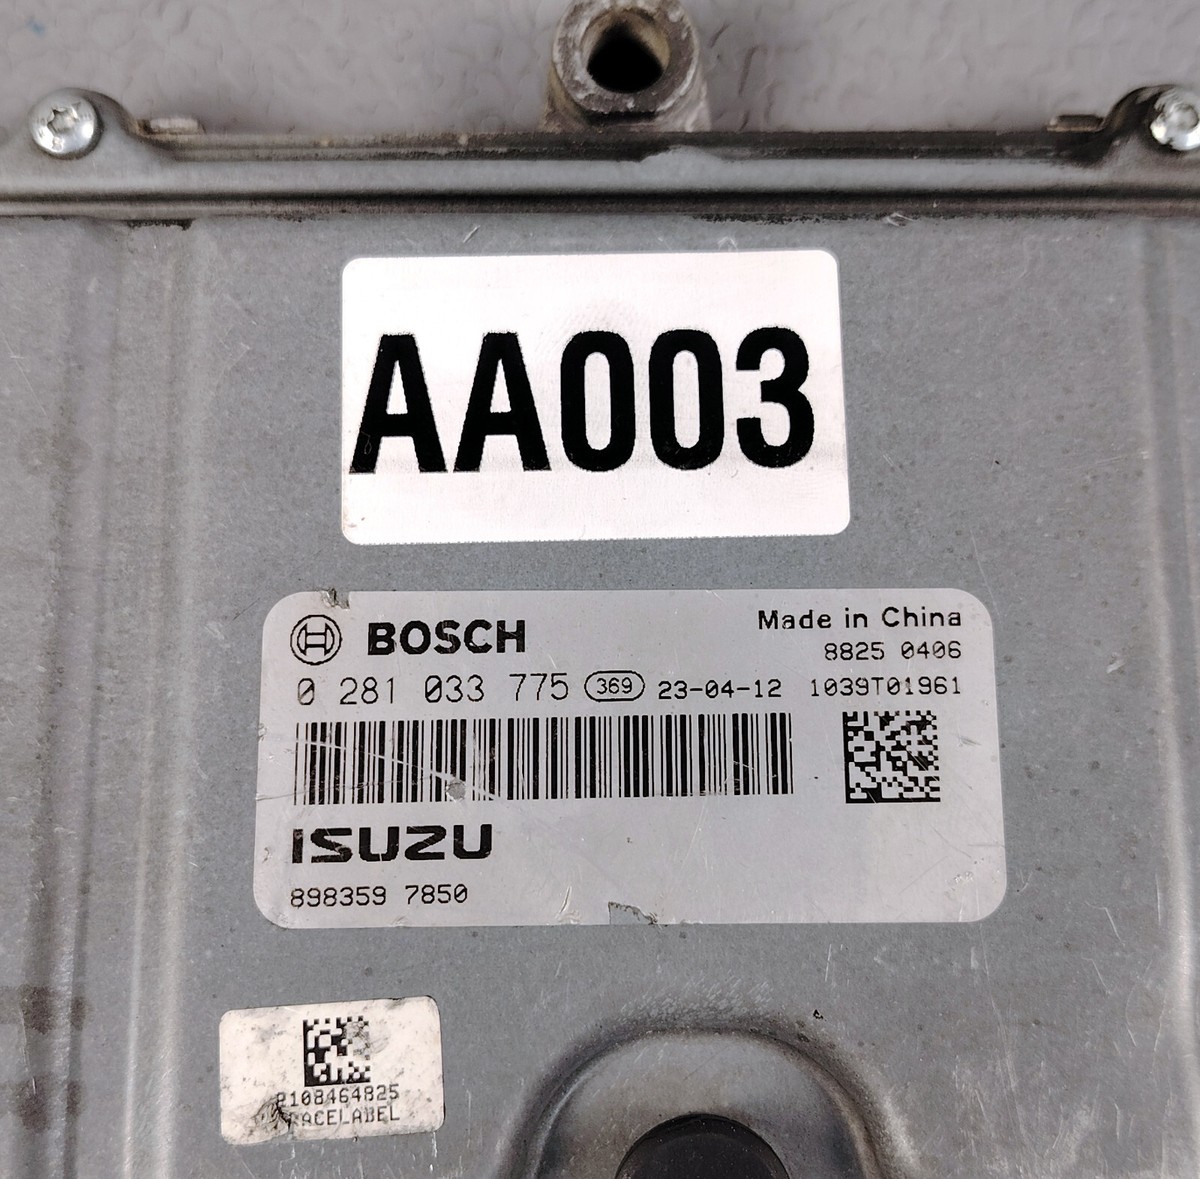 AA003
BOSCH
Made in China
8825 0406
0 281 033 775 369 23-04-12 1039T01961
ISUZU
898359 7850
2108464825